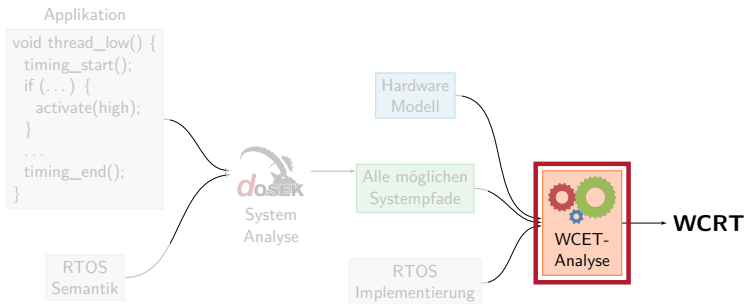 Applikation
void thread_low() {
timing_start();
if (...) {
activate(high);
}
...
timing_end();
}
RTOS
Semantik
dOSEK
System
Analyse
Hardware
Modell
Alle möglichen
Systempfade
RTOS
Implementierung
WCET-
Analyse
WCRT